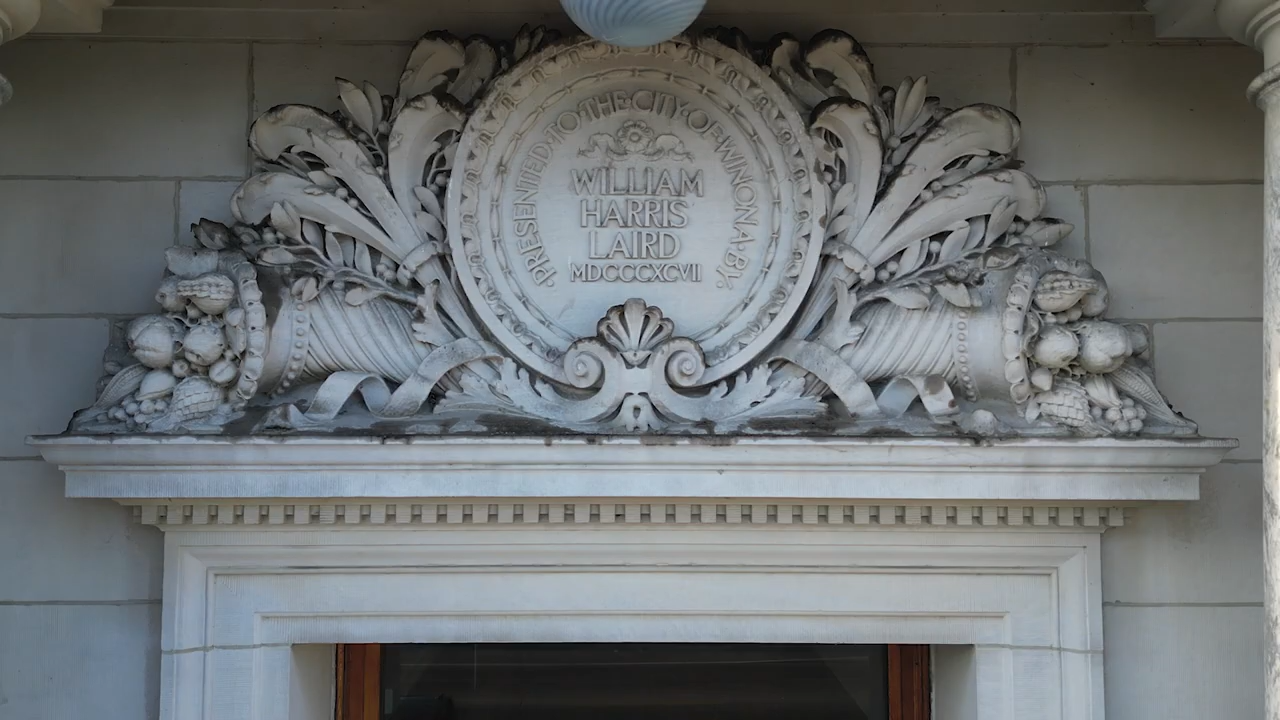 ·PRESENTED·TO·THE·CITY·OF·WINONA·BY·
WILLIAM
HARRIS
LAIRD
MDCCCXCVII